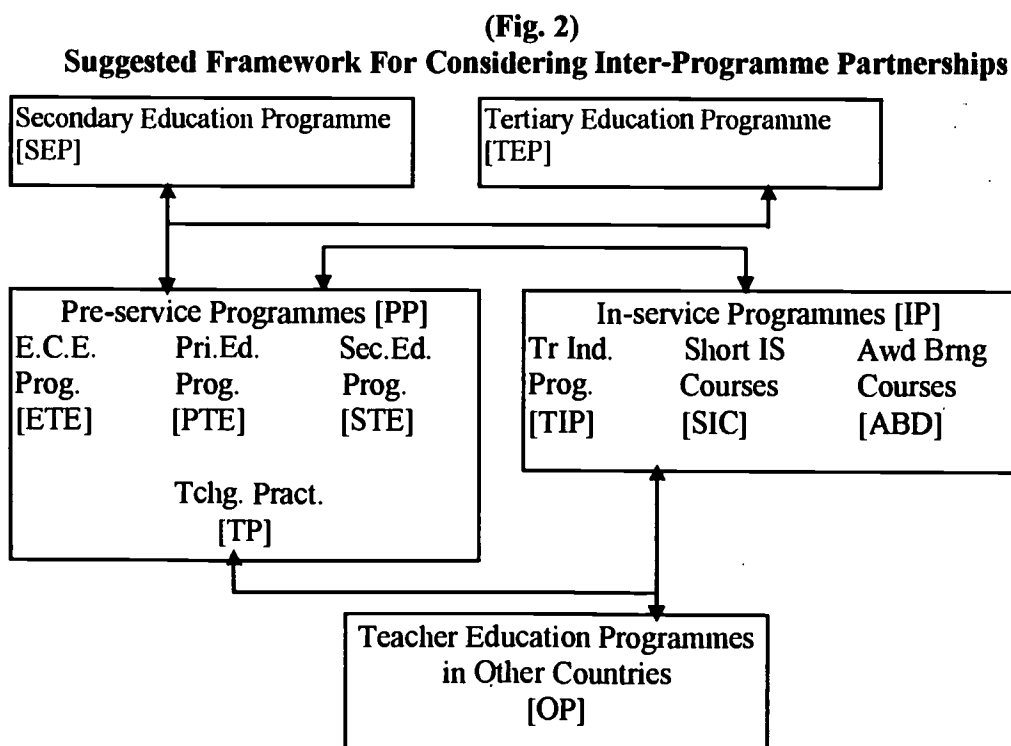 (Fig. 2)
Suggested Framework For Considering Inter-Programme Partnerships
Secondary Education Programme
[SEP]
Tertiary Education Programme
[TEP]
Pre-service Programmes [PP]
E.C.E. Pri.Ed. Sec.Ed.
Prog. Prog. Prog.
[ETE] [PTE] [STE]
Tchg. Pract.
[TP]
In-service Programmes [IP]
Tr Ind. Short IS Awd Brng
Prog. Courses Courses
[TIP] [SIC] [ABD]
Teacher Education Programmes
in Other Countries
[OP]